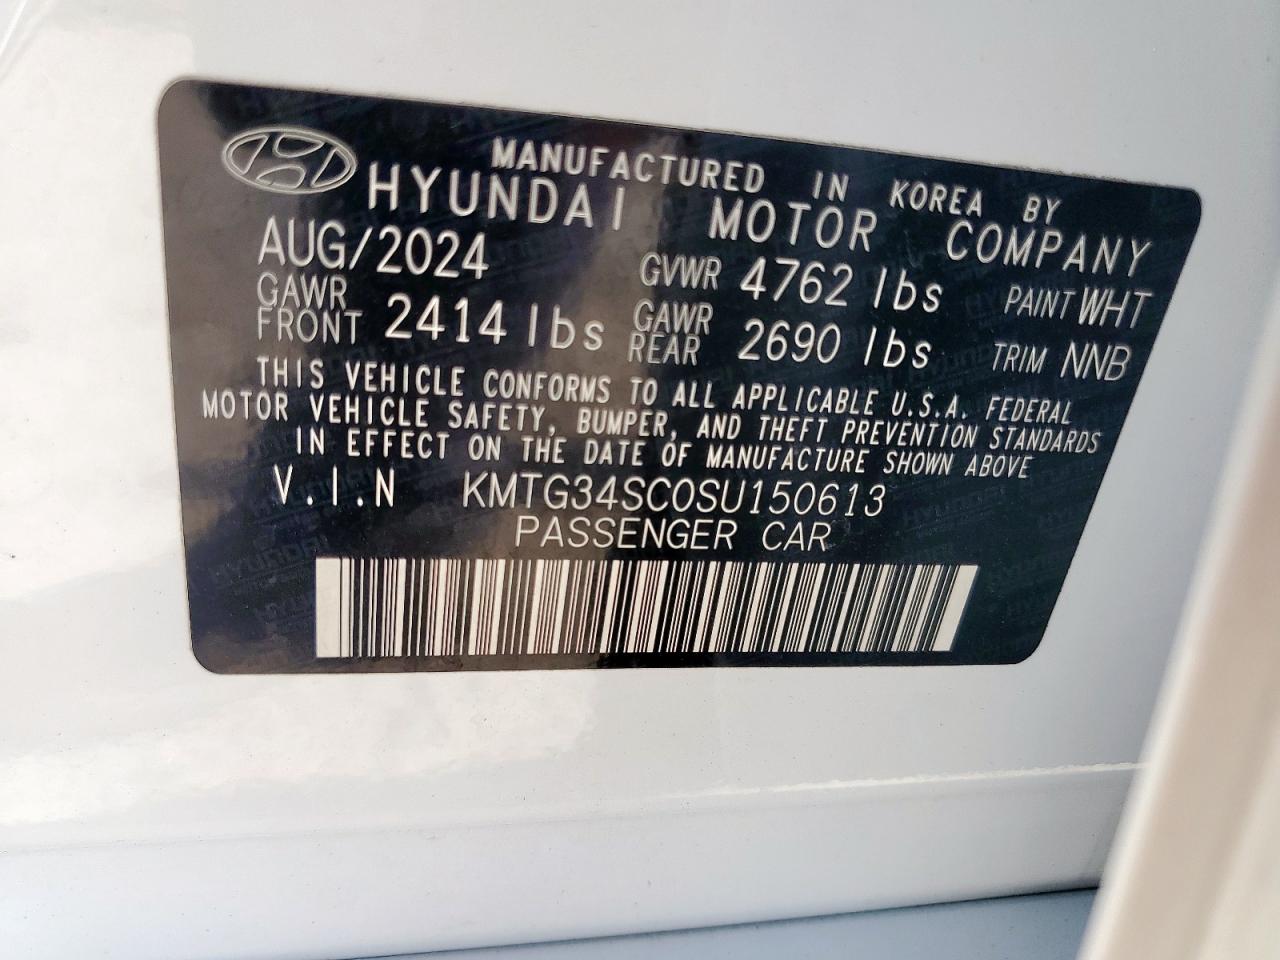 MANUFACTURED IN KOREA BY
HYUNDAI MOTOR COMPANY
AUG/2024 GVWR 4762 lbs PAINT WHT
GAWR FRONT 2414 lbs GAWR REAR 2690 lbs TRIM NNB
THIS VEHICLE CONFORMS TO ALL APPLICABLE U.S.A. FEDERAL
MOTOR VEHICLE SAFETY, BUMPER, AND THEFT PREVENTION STANDARDS
IN EFFECT ON THE DATE OF MANUFACTURE SHOWN ABOVE
V.I.N KMTG34SC0SU150613
PASSENGER CAR